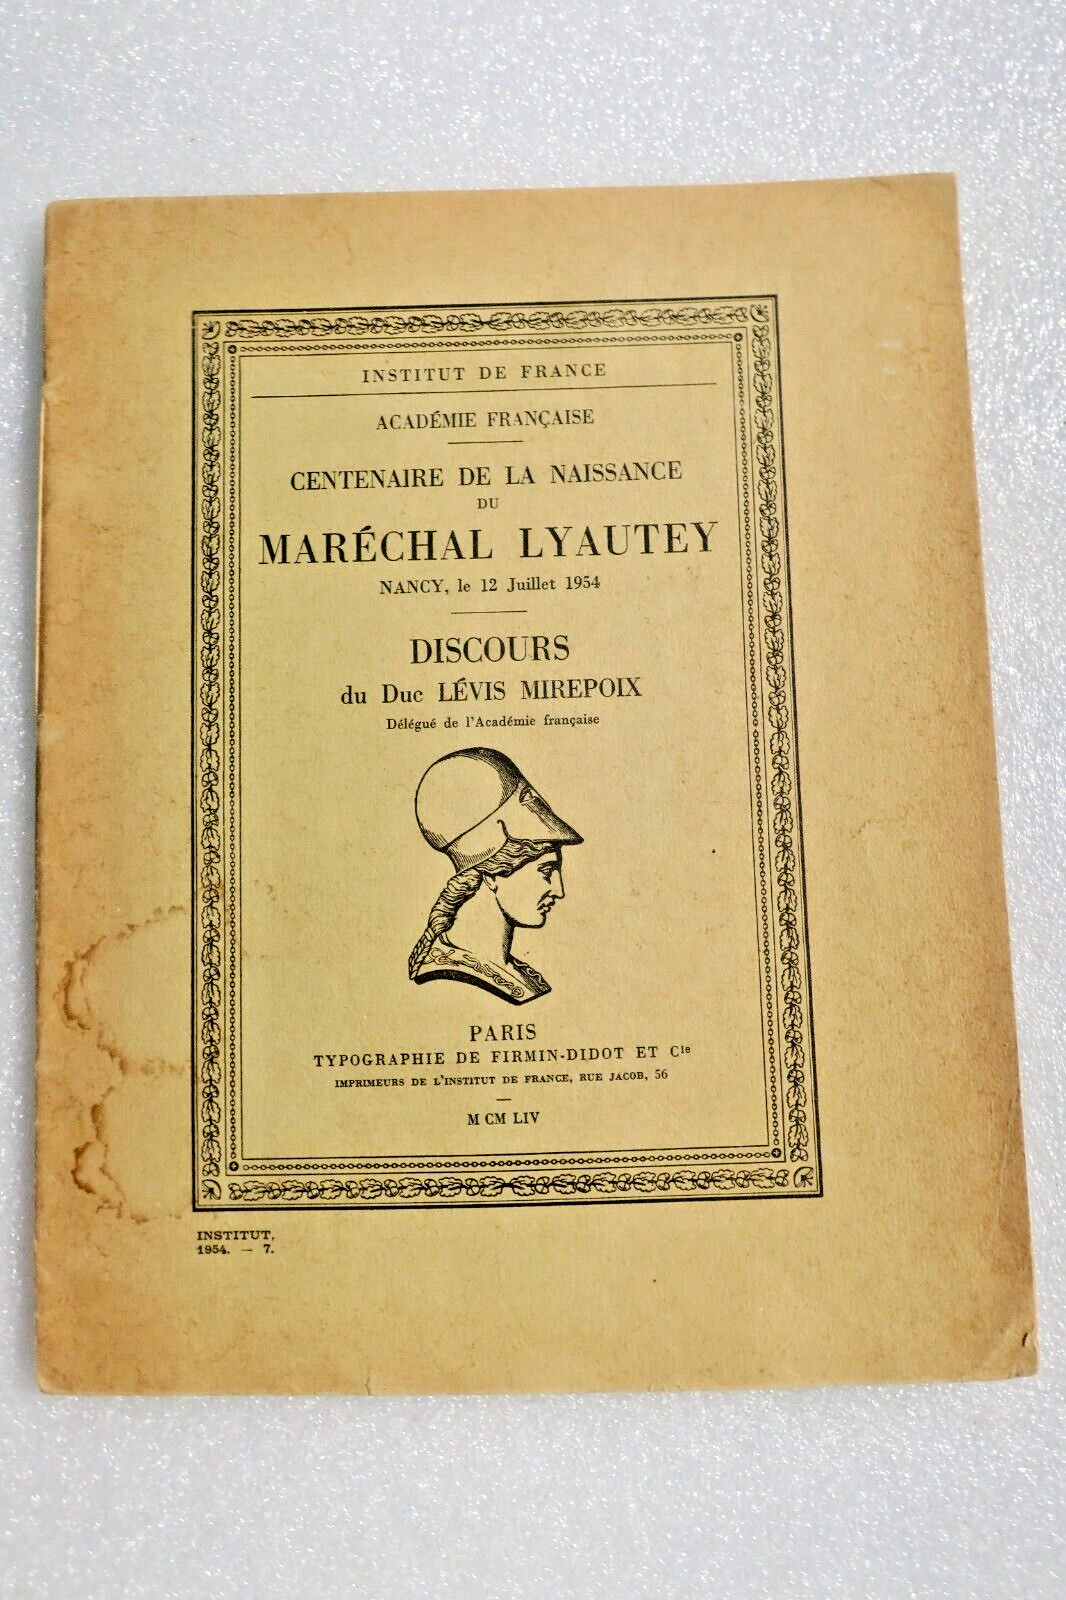 INSTITUT DE FRANCE
ACADÉMIE FRANÇAISE
CENTENAIRE DE LA NAISSANCE
DU
MARÉCHAL LYAUTEY
NANCY, le 12 Juillet 1954
DISCOURS
du Duc LÉVIS MIREPOIX
Délégué de l'Académie française
PARIS
TYPOGRAPHIE DE FIRMIN-DIDOT ET Cie
IMPRIMEURS DE L'INSTITUT DE FRANCE, RUE JACOB, 56
M CM LIV
INSTITUT,
1954. — 7.